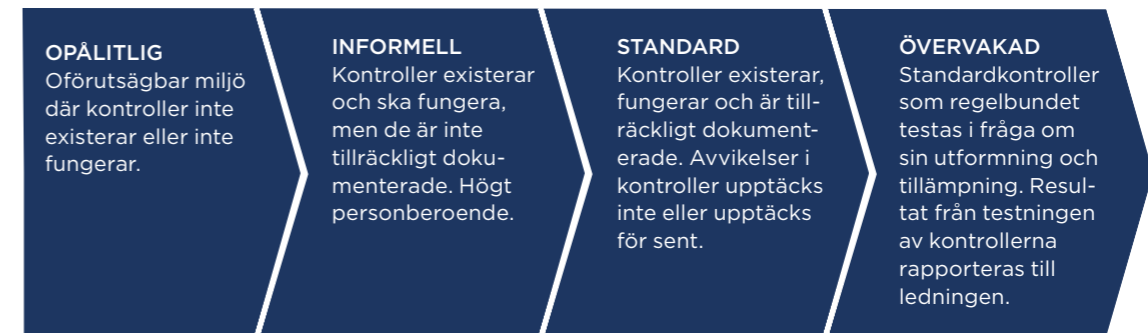 OPÅLITLIG
Oförutsägbar miljö
där kontroller inte
existerar eller inte
fungerar.
INFORMELL
Kontroller existerar
och ska fungera,
men de är inte
tillräckligt doku-
menterade. Högt
personberoende.
STANDARD
Kontroller existerar,
fungerar och är till-
räckligt dokument-
erade. Avvikelser i
kontroller upptäcks
inte eller upptäcks
för sent.
ÖVERVAKAD
Standardkontroller
som regelbundet
testas i fråga om
sin utformning och
tillämpning. Resul-
tat från testningen
av kontrollerna
rapporteras till
ledningen.